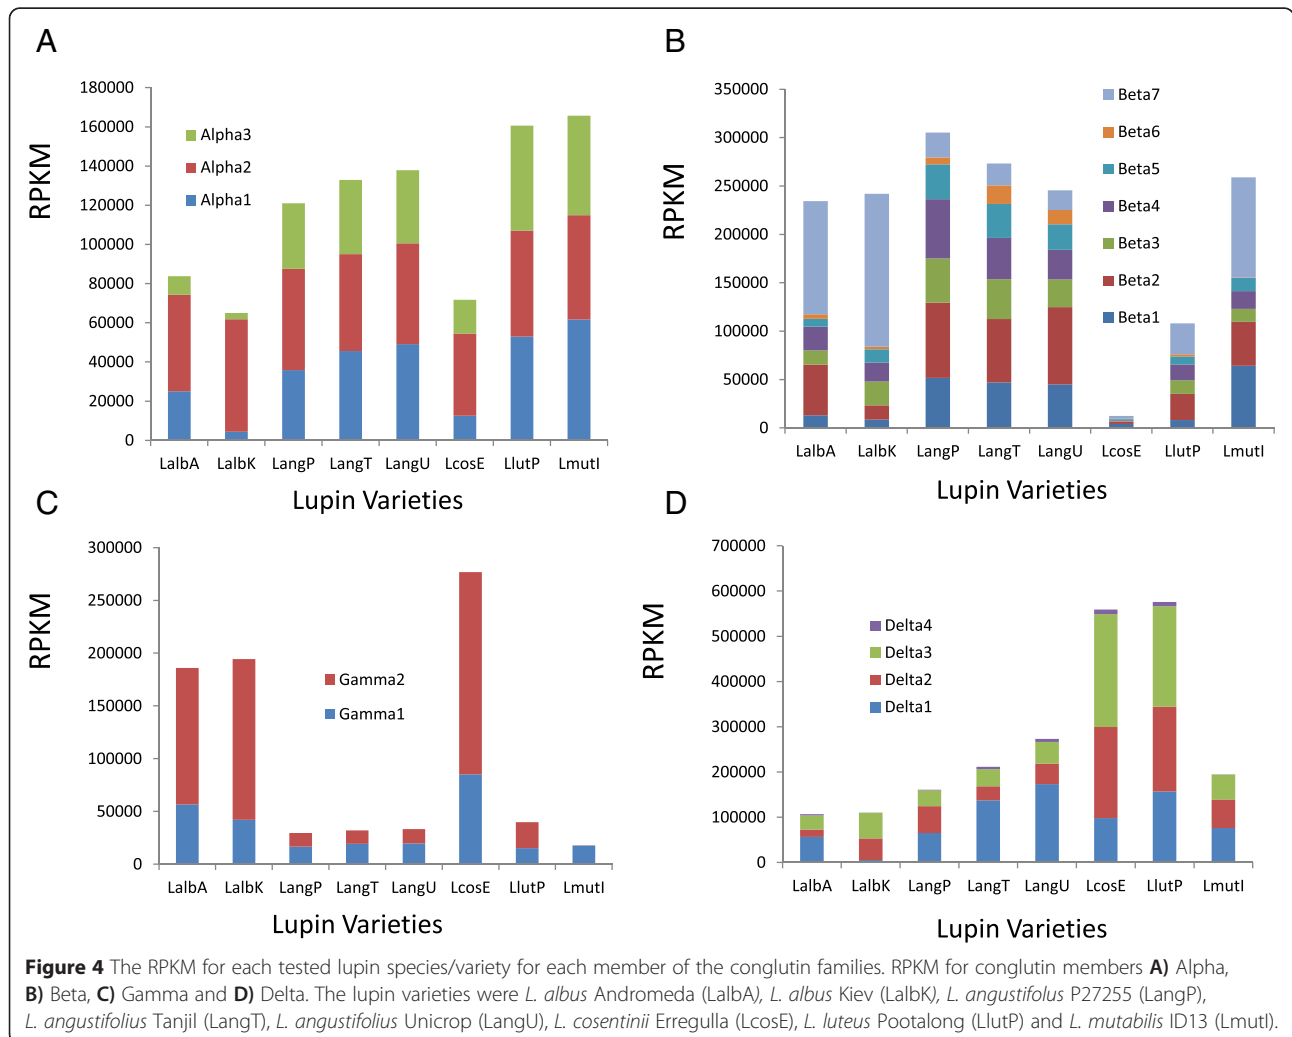 A
RPKM
180000
160000
140000
120000
100000
80000
60000
40000
20000
0
Alpha3
Alpha2
Alpha1
LalbA LalbK LangP LangT LangU LcosE LlutP LmutI
Lupin Varieties
B
RPKM
350000
300000
250000
200000
150000
100000
50000
0
Beta7
Beta6
Beta5
Beta4
Beta3
Beta2
Beta1
LalbA LalbK LangP LangT LangU LcosE LlutP LmutI
Lupin Varieties
C
RPKM
300000
250000
200000
150000
100000
50000
0
Gamma2
Gamma1
LalbA LalbK LangP LangT LangU LcosE LlutP LmutI
Lupin Varieties
D
RPKM
700000
600000
500000
400000
300000
200000
100000
0
Delta4
Delta3
Delta2
Delta1
LalbA LalbK LangP LangT LangU LcosE LlutP LmutI
Lupin Varieties
Figure 4 The RPKM for each tested lupin species/variety for each member of the conglutin families. RPKM for conglutin members A) Alpha,
B) Beta, C) Gamma and D) Delta. The lupin varieties were L. albus Andromeda (LalbA), L. albus Kiev (LalbK), L. angustifolus P27255 (LangP),
L. angustifolius Tanjil (LangT), L. angustifolius Unicrop (LangU), L. cosentinii Erregulla (LcosE), L. luteus Pootalong (LlutP) and L. mutabilis ID13 (LmutI).